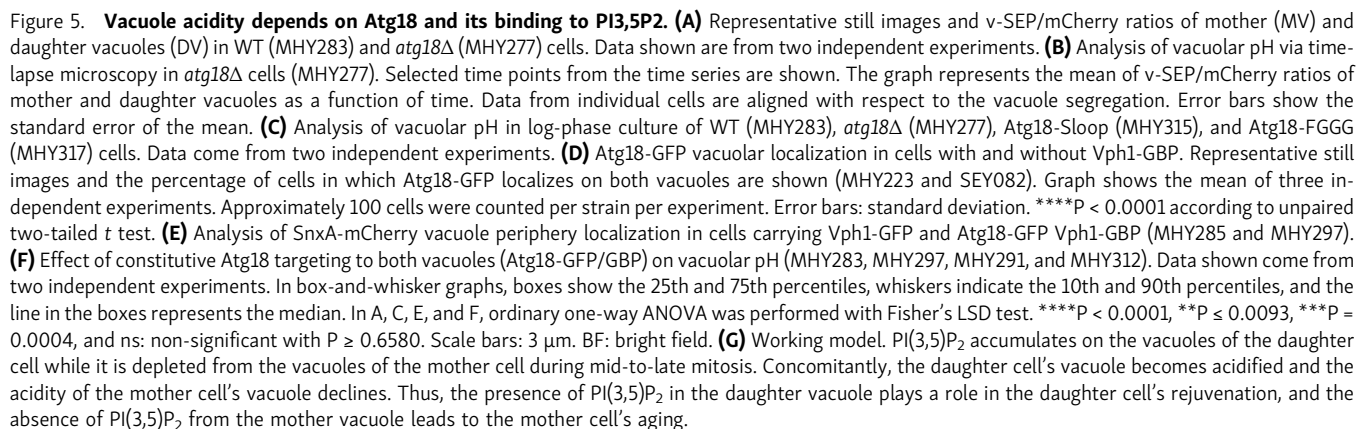 Figure 5. Vacuole acidity depends on Atg18 and its binding to PI3,5P2. (A) Representative still images and v-SEP/mCherry ratios of mother (MV) and
daughter vacuoles (DV) in WT (MHY283) and atg18Δ (MHY277) cells. Data shown are from two independent experiments. (B) Analysis of vacuolar pH via time-
lapse microscopy in atg18Δ cells (MHY277). Selected time points from the time series are shown. The graph represents the mean of v-SEP/mCherry ratios of
mother and daughter vacuoles as a function of time. Data from individual cells are aligned with respect to the vacuole segregation. Error bars show the
standard error of the mean. (C) Analysis of vacuolar pH in log-phase culture of WT (MHY283), atg18Δ (MHY277), Atg18-Sloop (MHY315), and Atg18-FGGG
(MHY317) cells. Data come from two independent experiments. (D) Atg18-GFP vacuolar localization in cells with and without Vph1-GBP. Representative still
images and the percentage of cells in which Atg18-GFP localizes on both vacuoles are shown (MHY223 and SEY082). Graph shows the mean of three in-
dependent experiments. Approximately 100 cells were counted per strain per experiment. Error bars: standard deviation. ****P < 0.0001 according to unpaired
two-tailed t test. (E) Analysis of SnxA-mCherry vacuole periphery localization in cells carrying Vph1-GFP and Atg18-GFP Vph1-GBP (MHY285 and MHY297).
(F) Effect of constitutive Atg18 targeting to both vacuoles (Atg18-GFP/GBP) on vacuolar pH (MHY283, MHY297, MHY291, and MHY312). Data shown come from
two independent experiments. In box-and-whisker graphs, boxes show the 25th and 75th percentiles, whiskers indicate the 10th and 90th percentiles, and the
line in the boxes represents the median. In A, C, E, and F, ordinary one-way ANOVA was performed with Fisher's LSD test. ****P < 0.0001, **P ≤ 0.0093, ***P =
0.0004, and ns: non-significant with P ≥ 0.6580. Scale bars: 3 μm. BF: bright field. (G) Working model. PI(3,5)P₂ accumulates on the vacuoles of the daughter
cell while it is depleted from the vacuoles of the mother cell during mid-to-late mitosis. Concomitantly, the daughter cell's vacuole becomes acidified and the
acidity of the mother cell's vacuole declines. Thus, the presence of PI(3,5)P₂ in the daughter vacuole plays a role in the daughter cell's rejuvenation, and the
absence of PI(3,5)P₂ from the mother vacuole leads to the mother cell's aging.